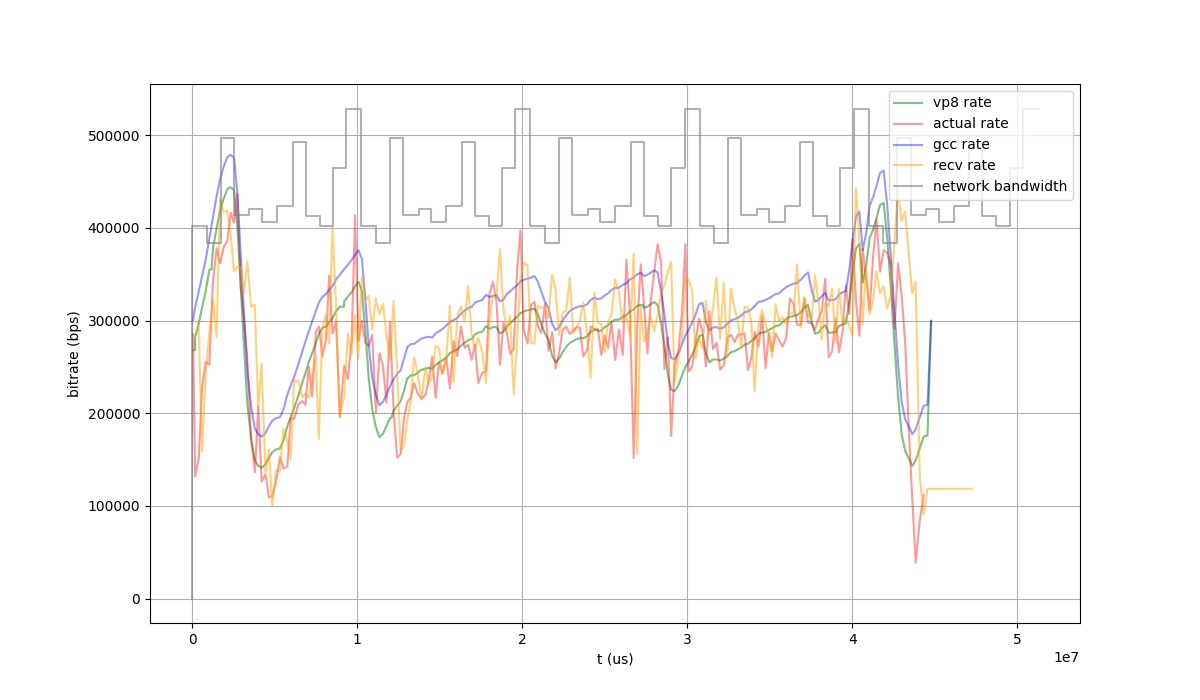 vp8 rate
actual rate
gcc rate
recv rate
network bandwidth
bitrate (bps)
500000
400000
300000
200000
100000
0
0 1 2 3 4 5
1e7
t (us)